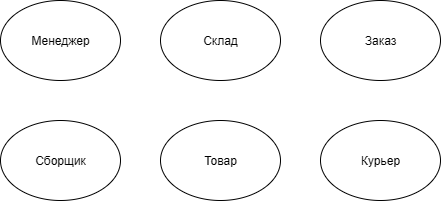 Менеджер
Склад
Заказ
Сборщик
Товар
Курьер